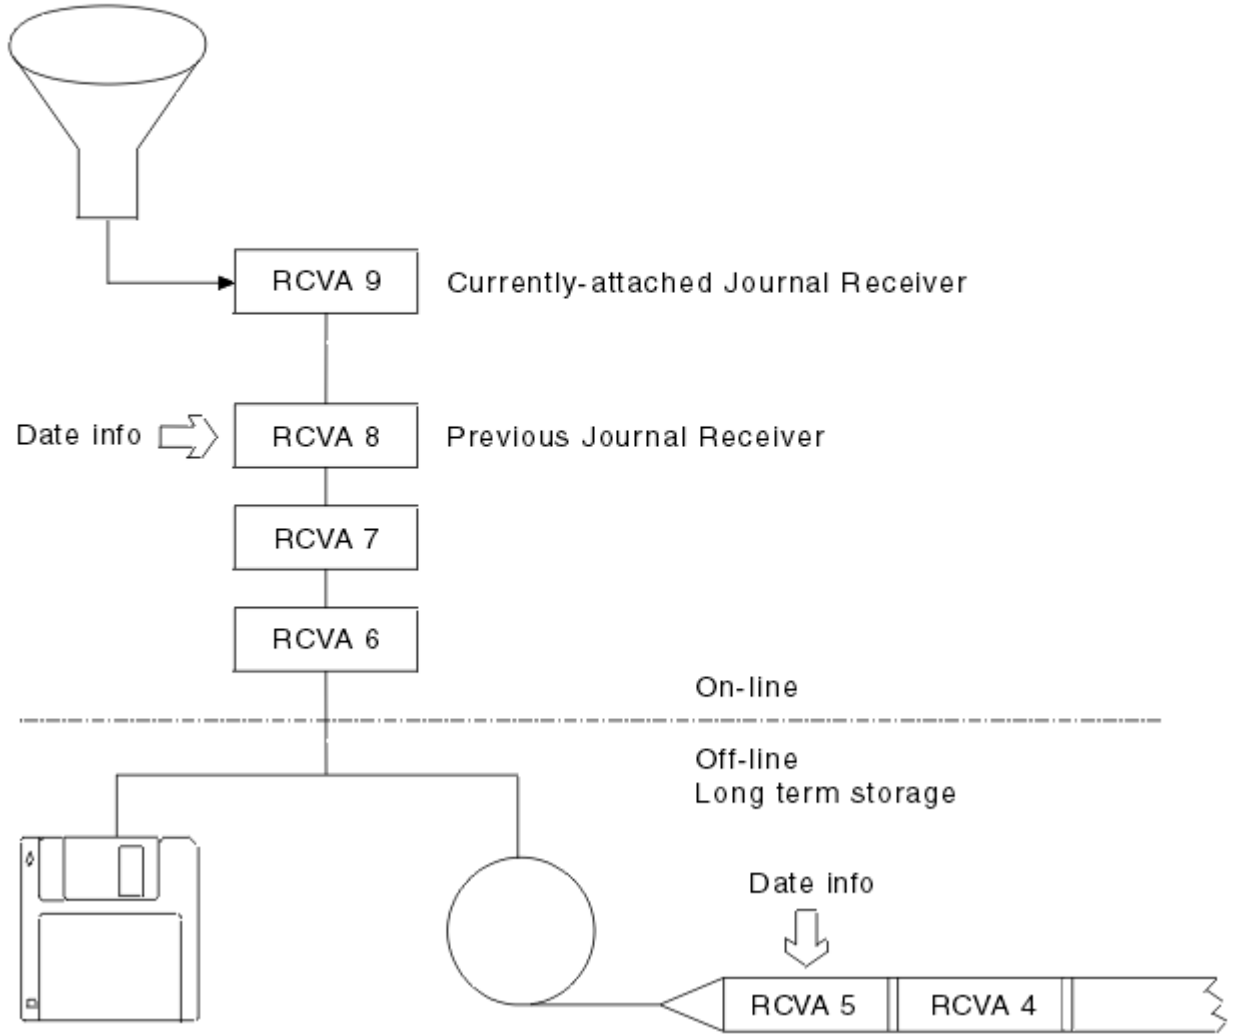 RCVA 9
Currently-attached Journal Receiver
Date info
RCVA 8
Previous Journal Receiver
RCVA 7
RCVA 6
On-line
Off-line
Long term storage
Date info
RCVA 5
RCVA 4